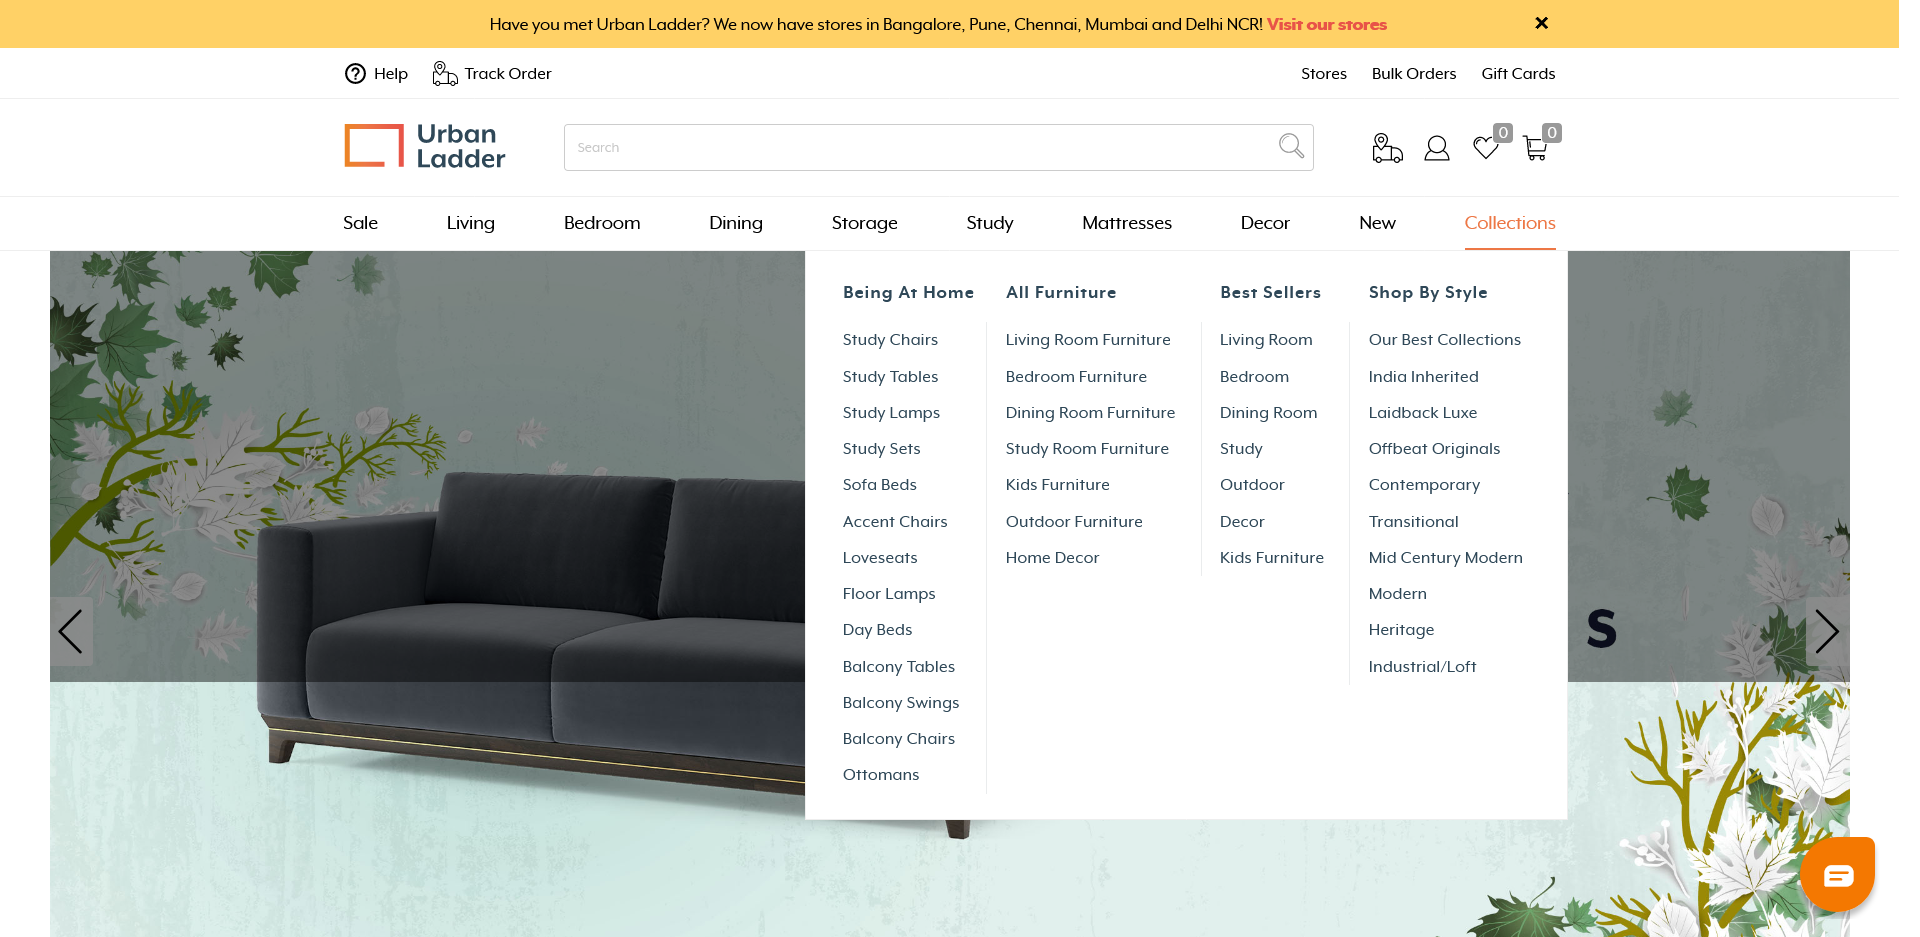 Have you met Urban Ladder? We now have stores in Bangalore, Pune, Chennai, Mumbai and Delhi NCR! Visit our stores
Help
Track Order
Stores
Bulk Orders
Gift Cards
Urban
Ladder
Search
0
0
Sale
Living
Bedroom
Dining
Storage
Study
Mattresses
Decor
New
Collections
Being At Home
Study Chairs
Study Tables
Study Lamps
Study Sets
Sofa Beds
Accent Chairs
Loveseats
Floor Lamps
Day Beds
Balcony Tables
Balcony Swings
Balcony Chairs
Ottomans
All Furniture
Living Room Furniture
Bedroom Furniture
Dining Room Furniture
Study Room Furniture
Kids Furniture
Outdoor Furniture
Home Decor
Best Sellers
Living Room
Bedroom
Dining Room
Study
Outdoor
Decor
Kids Furniture
Shop By Style
Our Best Collections
India Inherited
Laidback Luxe
Offbeat Originals
Contemporary
Transitional
Mid Century Modern
Modern
Heritage
Industrial/Loft
S